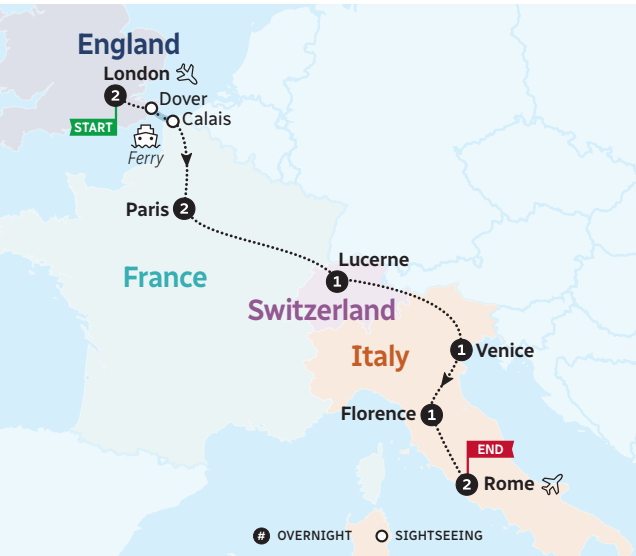 England
London
2
Dover
START
Calais
Ferry
Paris 2
France
Lucerne
1
Switzerland
Italy
1 Venice
Florence 1
END
2 Rome
# OVERNIGHT SIGHTSEEING